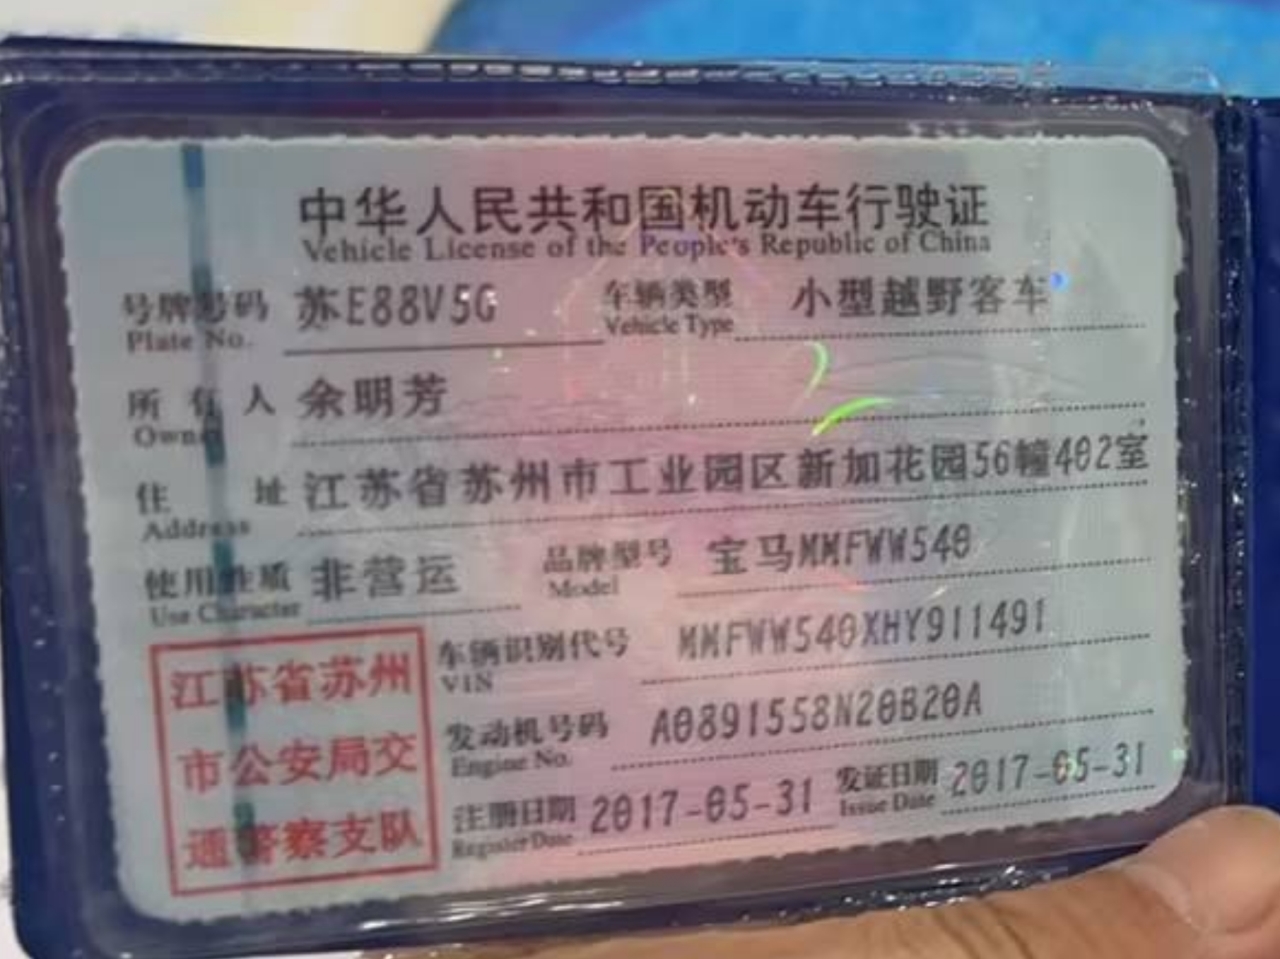 中华人民共和国机动车行驶证
Vehicle License of the People's Republic of China
号牌号码 苏E88V5G 车辆类型 小型越野客车
Plate No. Vehicle Type
所有人 余明芳
Owner
住址 江苏省苏州市工业园区新加花园56幢402室
Address
使用性质 非营运 品牌型号 宝马MMFWW540
Use Character Model
车辆识别代号 MMFWW540XHY911491
VIN
发动机号码 A0891558N20B20A
Engine No.
注册日期 2017-05-31 发证日期 2017-05-31
Register Date Issue Date
江苏省苏州
市公安局交
通警察支队